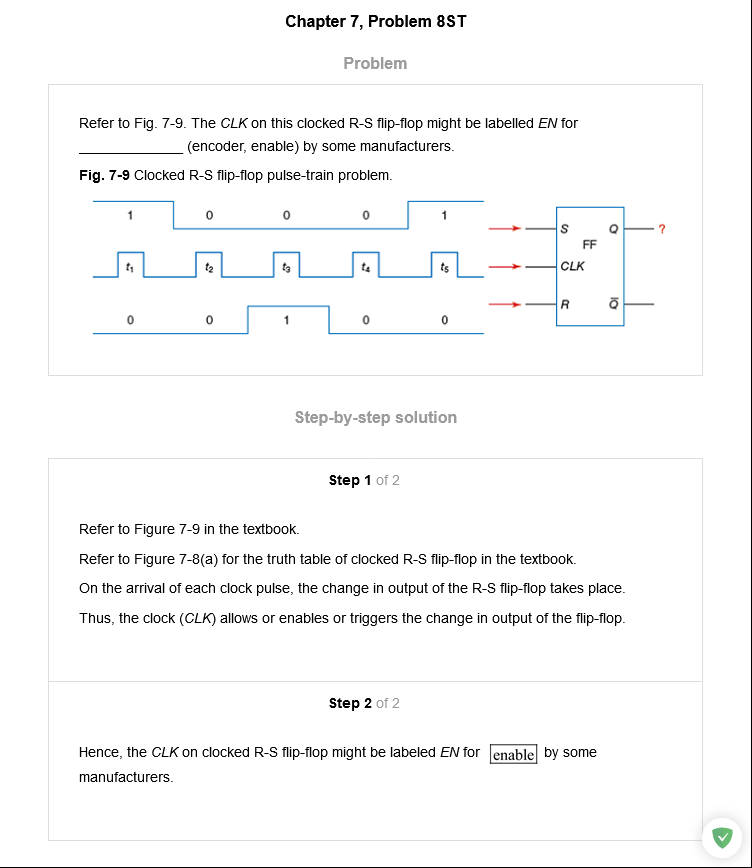 Chapter 7, Problem 8ST
Problem
Refer to Fig. 7-9. The CLK on this clocked R-S flip-flop might be labelled EN for
______________ (encoder, enable) by some manufacturers.
Fig. 7-9 Clocked R-S flip-flop pulse-train problem.
1 0 0 0 1
S Q ?
FF
t₁ t₂ t₃ t₄ t₅ CLK
R Q̅
0 0 1 0 0
Step-by-step solution
Step 1 of 2
Refer to Figure 7-9 in the textbook.
Refer to Figure 7-8(a) for the truth table of clocked R-S flip-flop in the textbook.
On the arrival of each clock pulse, the change in output of the R-S flip-flop takes place.
Thus, the clock (CLK) allows or enables or triggers the change in output of the flip-flop.
Step 2 of 2
Hence, the CLK on clocked R-S flip-flop might be labeled EN for enable by some
manufacturers.